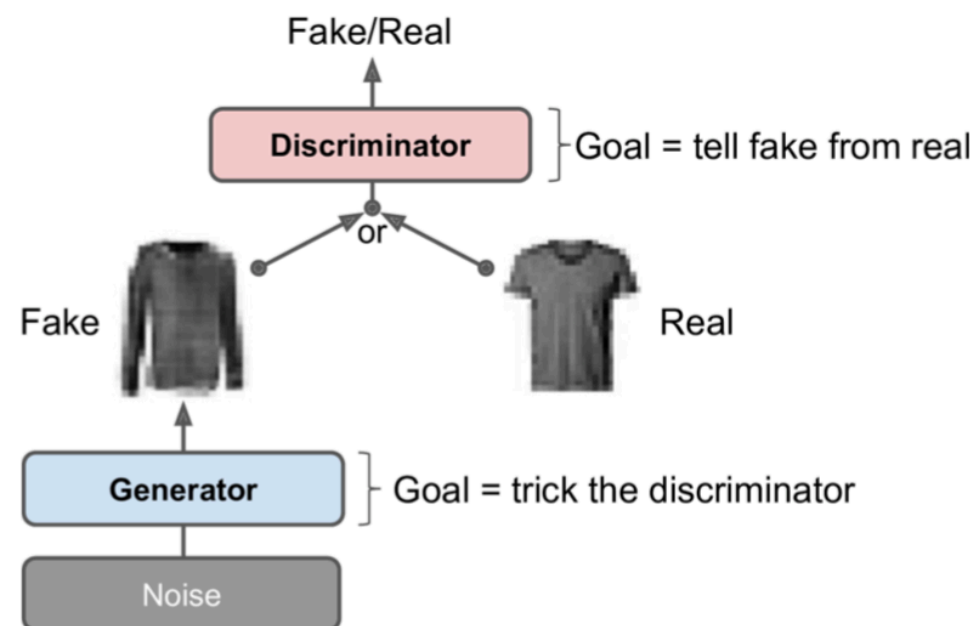 Fake/Real
Discriminator
Goal = tell fake from real
or
Fake
Real
Generator
Goal = trick the discriminator
Noise